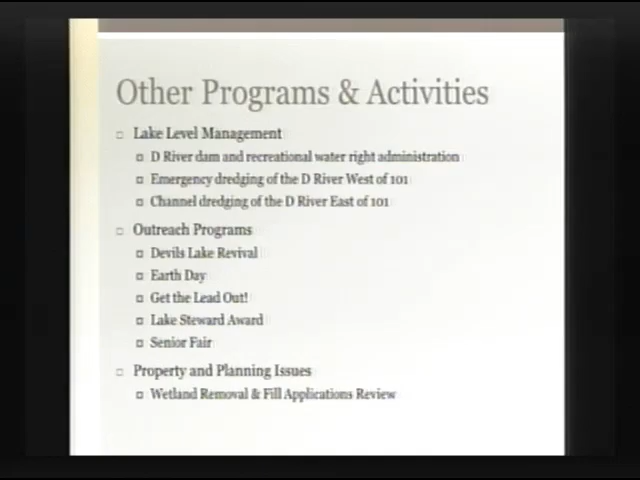 Other Programs & Activities
Lake Level Management
D River dam and recreational water right administration
Emergency dredging of the D River West of 101
Channel dredging of the D River East of 101
Outreach Programs
Devils Lake Revival
Earth Day
Get the Lead Out!
Lake Steward Award
Senior Fair
Property and Planning Issues
Wetland Removal & Fill Applications Review